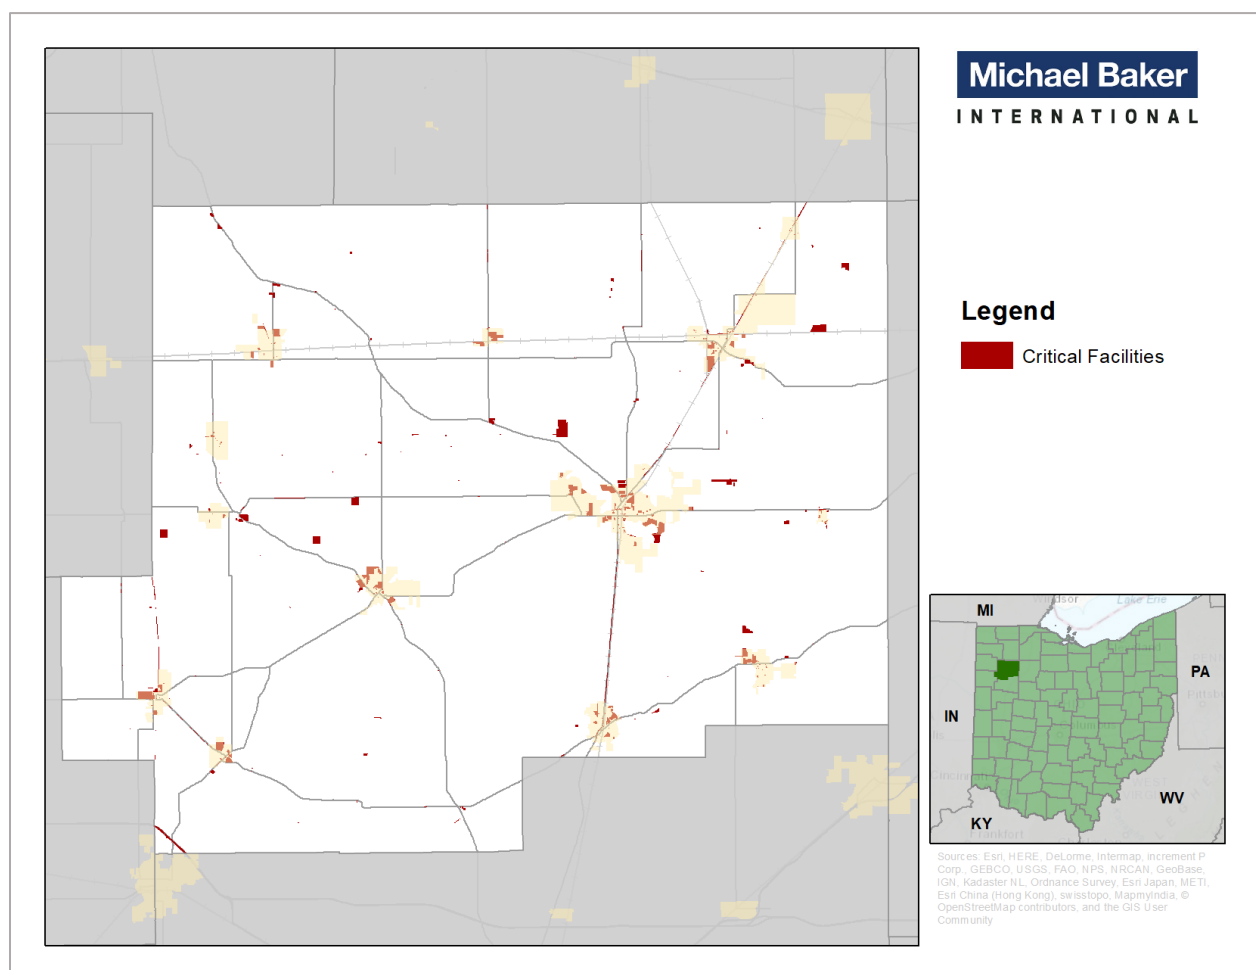 Michael Baker
INTERNATIONAL
Legend
Critical Facilities
MI
Lake Erie
PA
IN
WV
KY
Frankfort
Sources: Esri, HERE, DeLorme, Intermap, increment P
Corp., GEBCO, USGS, FAO, NPS, NRCAN, GeoBase,
IGN, Kadaster NL, Ordnance Survey, Esri Japan, METI,
Esri China (Hong Kong), swisstopo, MapmyIndia, ©
OpenStreetMap contributors, and the GIS User
Community